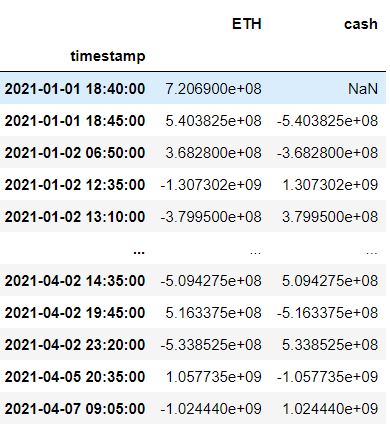 ETH cash
timestamp
2021-01-01 18:40:00 7.206900e+08 NaN
2021-01-01 18:45:00 5.403825e+08 -5.403825e+08
2021-01-02 06:50:00 3.682800e+08 -3.682800e+08
2021-01-02 12:35:00 -1.307302e+09 1.307302e+09
2021-01-02 13:10:00 -3.799500e+08 3.799500e+08
... ... ...
2021-04-02 14:35:00 -5.094275e+08 5.094275e+08
2021-04-02 19:45:00 5.163375e+08 -5.163375e+08
2021-04-02 23:20:00 -5.338525e+08 5.338525e+08
2021-04-05 20:35:00 1.057735e+09 -1.057735e+09
2021-04-07 09:05:00 -1.024440e+09 1.024440e+09